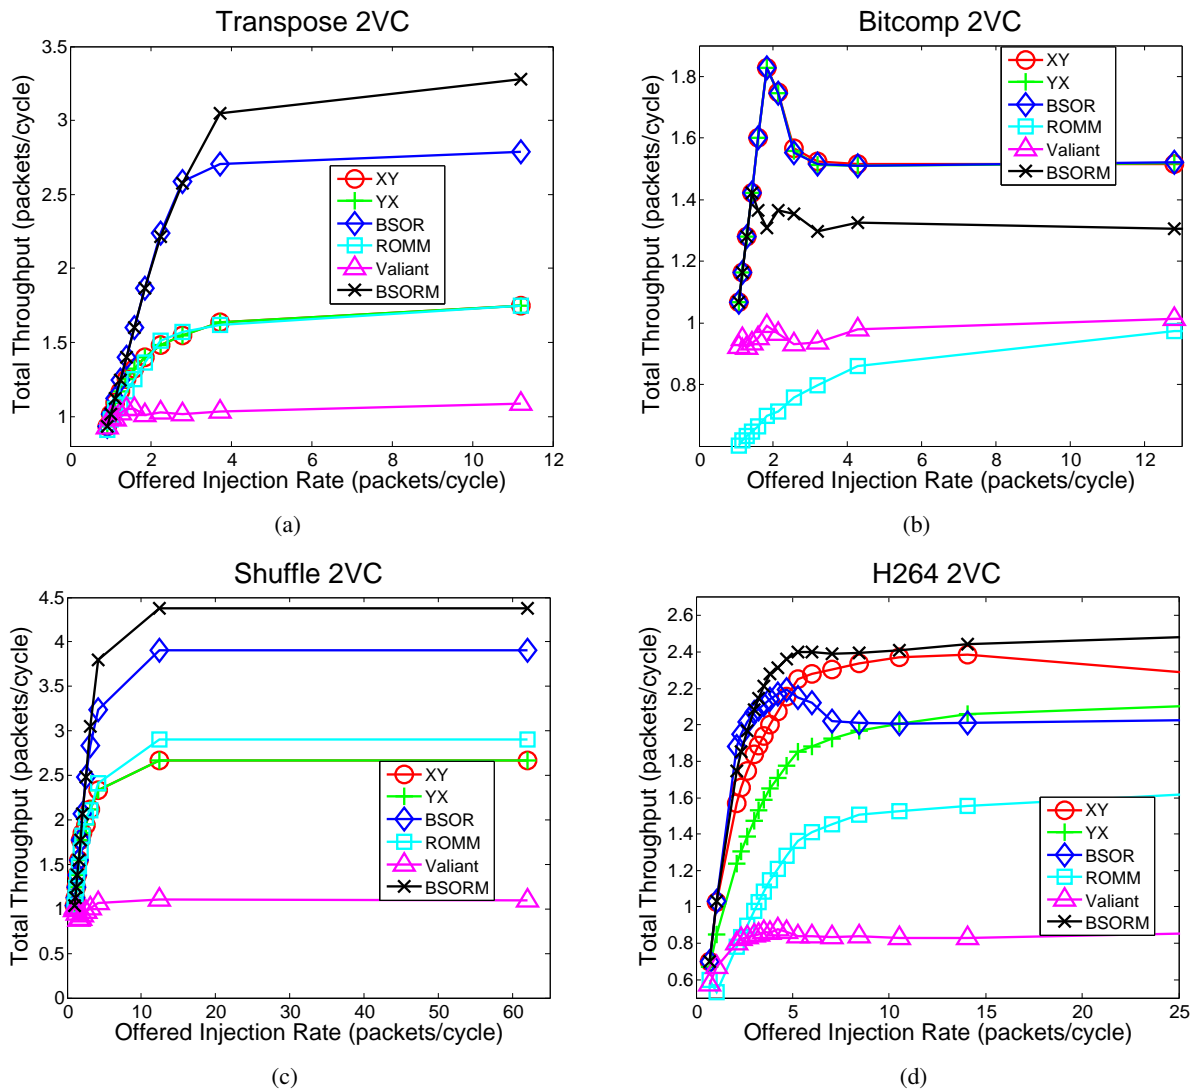 Transpose 2VC
Total Throughput (packets/cycle)
3.5
3
2.5
2
1.5
1
0 2 4 6 8 10 12
XY
YX
BSOR
ROMM
Valiant
BSORM
Offered Injection Rate (packets/cycle)
(a)
Bitcomp 2VC
Total Throughput (packets/cycle)
1.8
1.6
1.4
1.2
1
0.8
0 2 4 6 8 10 12
XY
YX
BSOR
ROMM
Valiant
BSORM
Offered Injection Rate (packets/cycle)
(b)
Shuffle 2VC
Total Throughput (packets/cycle)
4.5
4
3.5
3
2.5
2
1.5
1
0.5
0
0 10 20 30 40 50 60
XY
YX
BSOR
ROMM
Valiant
BSORM
Offered Injection Rate (packets/cycle)
(c)
H264 2VC
Total Throughput (packets/cycle)
2.6
2.4
2.2
2
1.8
1.6
1.4
1.2
1
0.8
0.6
0 5 10 15 20 25
XY
YX
BSOR
ROMM
Valiant
BSORM
Offered Injection Rate (packets/cycle)
(d)